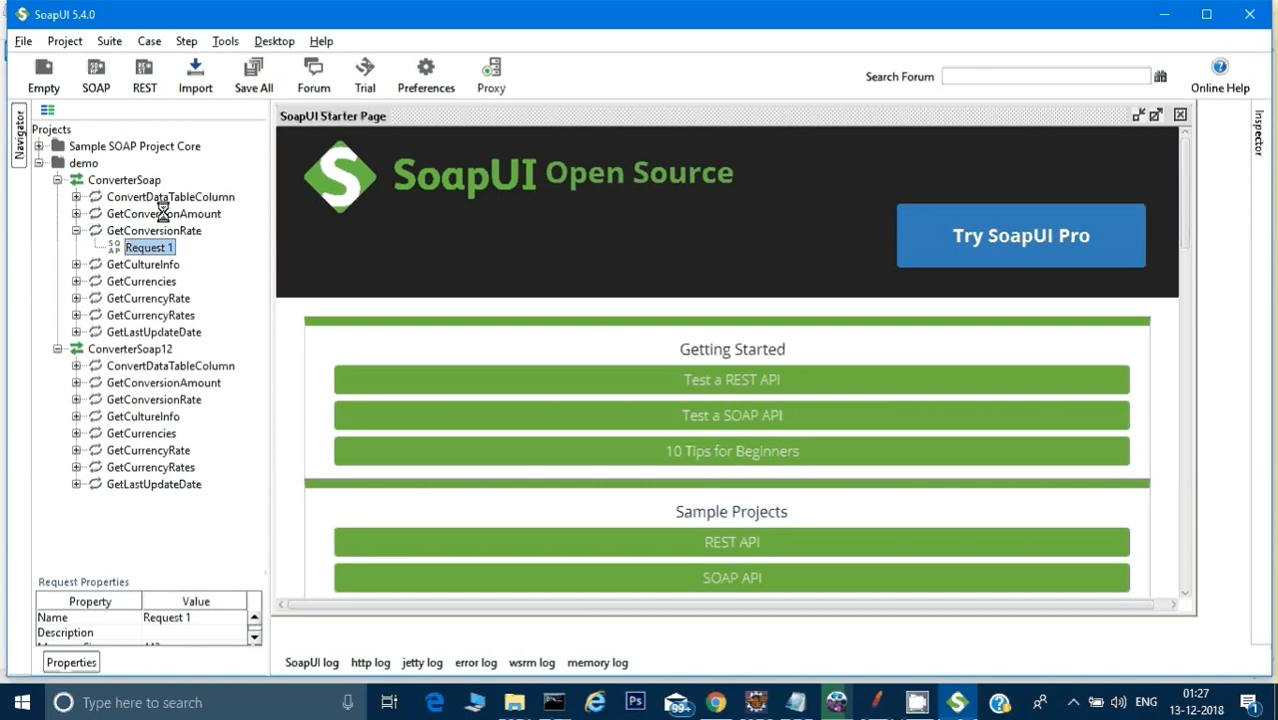 SoapUI 5.4.0
File Project Suite Case Step Tools Desktop Help
Empty SOAP REST Import Save All Forum Trial Preferences Proxy Search Forum Online Help
Navigator
Projects
Sample SOAP Project Core
demo
ConverterSoap
ConvertDataTableColumn
GetConversionAmount
GetConversionRate
Request 1
GetCultureInfo
GetCurrencies
GetCurrencyRate
GetCurrencyRates
GetLastUpdateDate
ConverterSoap12
ConvertDataTableColumn
GetConversionAmount
GetConversionRate
GetCultureInfo
GetCurrencies
GetCurrencyRate
GetCurrencyRates
GetLastUpdateDate
Request Properties
Property Value
Name Request 1
Description
Properties
SoapUI Starter Page
SoapUI Open Source
Try SoapUI Pro
Getting Started
Test a REST API
Test a SOAP API
10 Tips for Beginners
Sample Projects
REST API
SOAP API
Inspector
SoapUI log http log jetty log error log wsrm log memory log
Type here to search
99+
ENG
01:27
13-12-2018